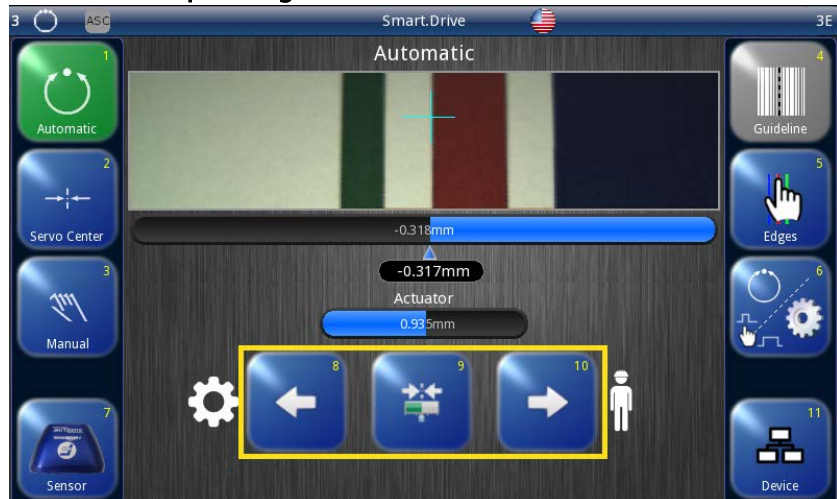 3 ASC Smart.Drive 3E
Automatic
1
Automatic
2
Servo Center
3
Manual
7
Sensor
-0.318mm
-0.317mm
Actuator
0.935mm
8
9
10
4
Guideline
5
Edges
6
11
Device